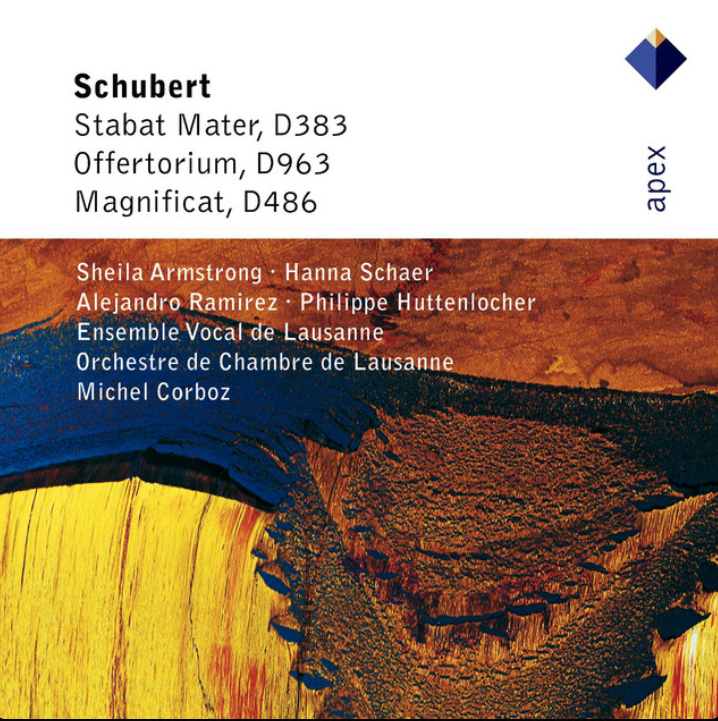 Schubert
Stabat Mater, D383
Offertorium, D963
Magnificat, D486
apex
Sheila Armstrong · Hanna Schaer
Alejandro Ramirez · Philippe Huttenlocher
Ensemble Vocal de Lausanne
Orchestre de Chambre de Lausanne
Michel Corboz